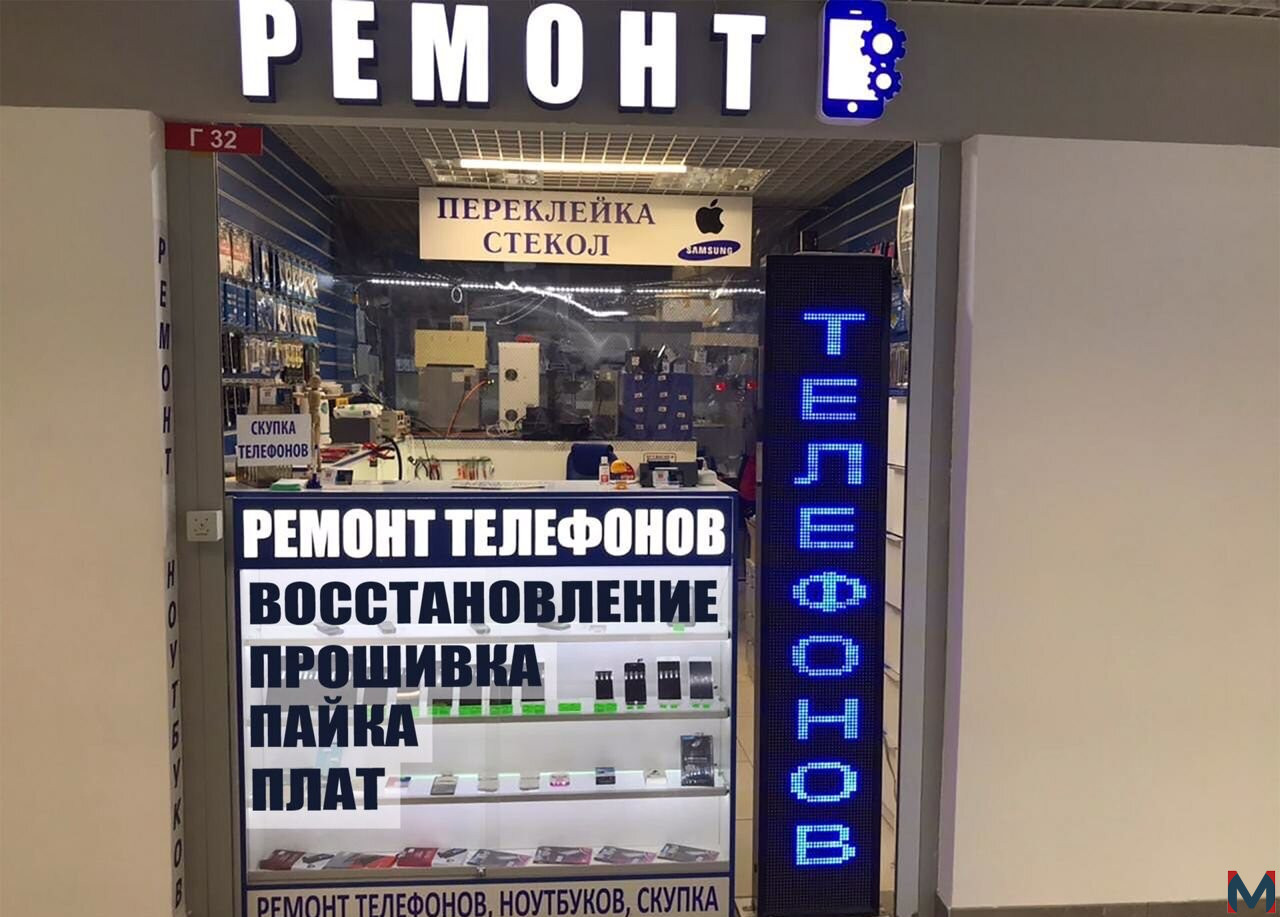 РЕМОНТ
Г 32
ПЕРЕКЛЕЙКА
СТЕКОЛ
SAMSUNG
РЕМОНТ НОУТБУКОВ
ТЕЛЕФОНОВ
СКУПКА
ТЕЛЕФОНОВ
РЕМОНТ ТЕЛЕФОНОВ
ВОССТАНОВЛЕНИЕ
ПРОШИВКА
ПАЙКА
ПЛАТ
РЕМОНТ ТЕЛЕФОНОВ, НОУТБУКОВ, СКУПКА
M